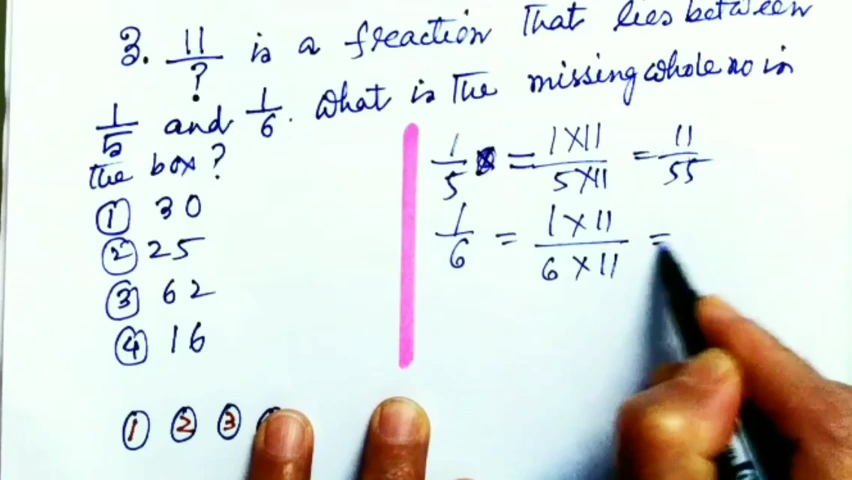 3. 11/? is a freaction that lies between
1/5 and 1/6. What is the missing whole no in
the box?
① 30
② 25
③ 62
④ 16
1/5 = 1×11/5×11 = 11/55
1/6 = 1×11/6×11 =
① ② ③